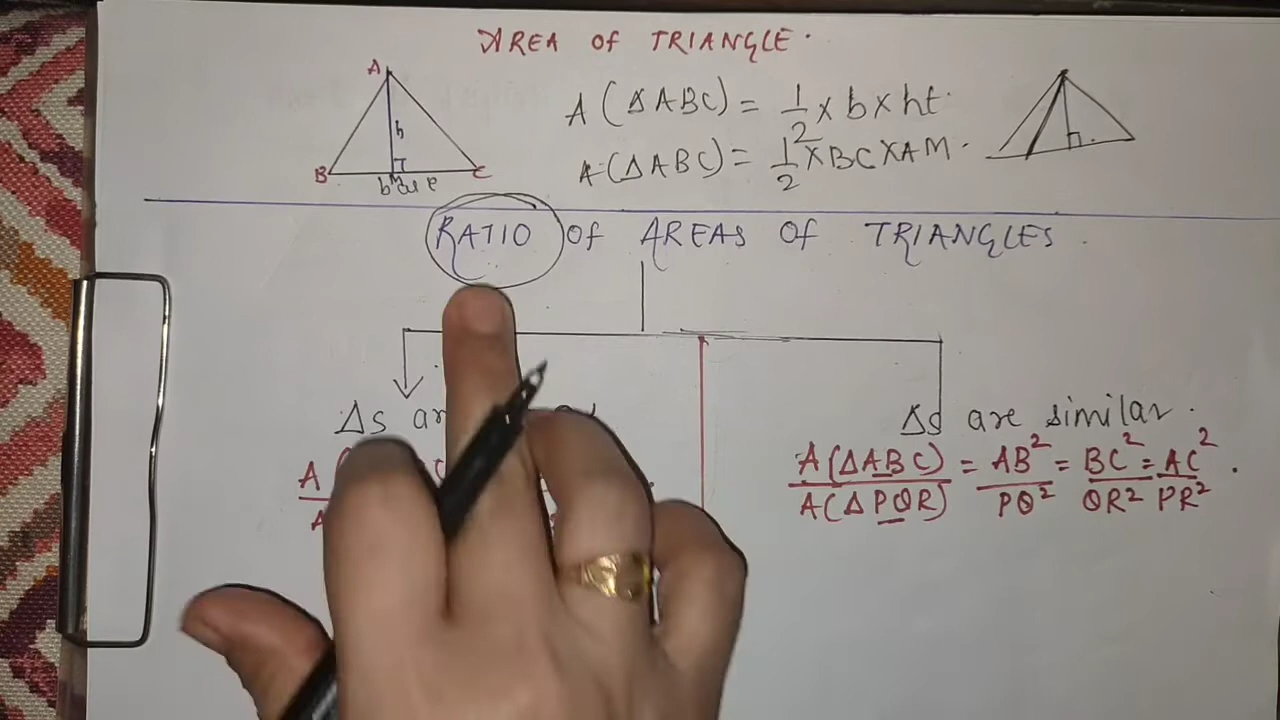 AREA OF TRIANGLE.
A
B
C
h
M
A (ΔABC) = 1/2 × b × ht.
A (ΔABC) = 1/2 × BC × AM.
RATIO OF AREAS OF TRIANGLES.
Δs
Δs are similar.
A(ΔABC)/A(ΔPQR) = AB²/PQ² = BC²/QR² = AC²/PR².
A